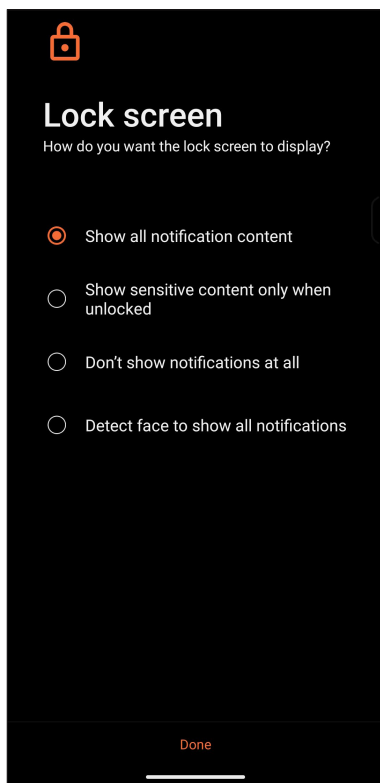 Lock screen
How do you want the lock screen to display?
Show all notification content
Show sensitive content only when
unlocked
Don’t show notifications at all
Detect face to show all notifications
Done